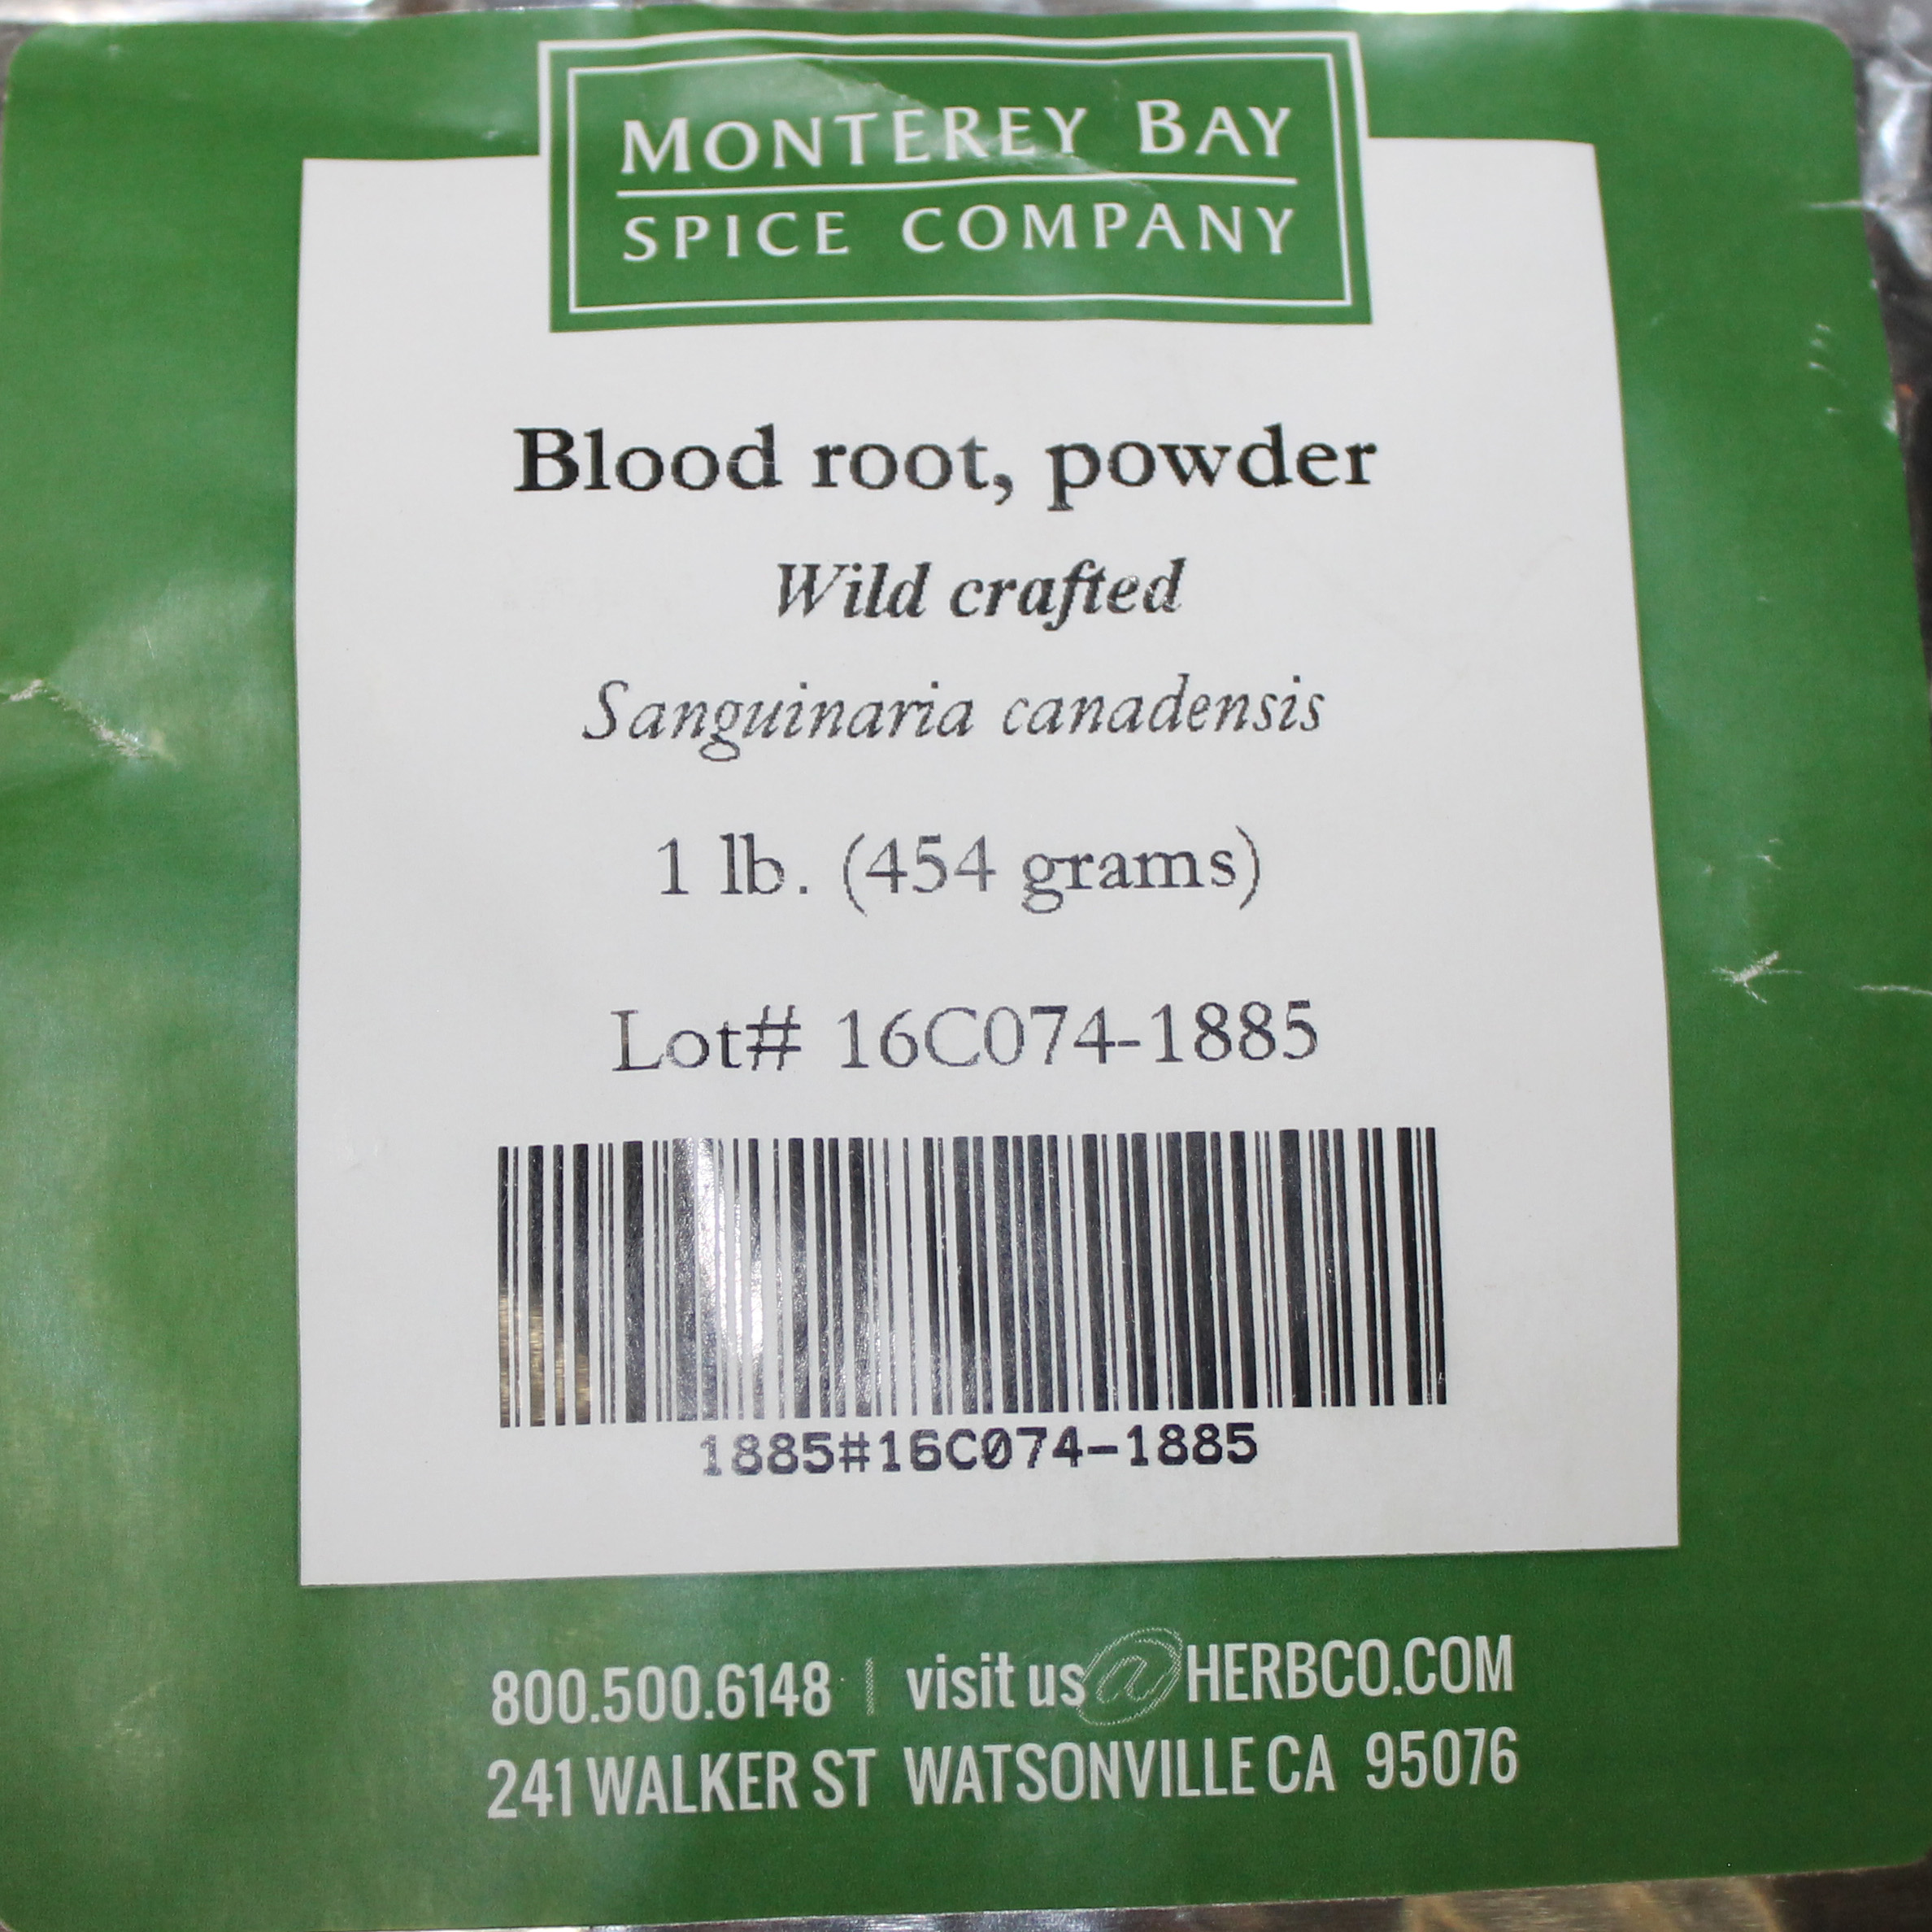 MONTEREY BAY
SPICE COMPANY
Blood root, powder
Wild crafted
Sanguinaria canadensis
1 lb. (454 grams)
Lot# 16C074-1885
1885#16C074-1885
800.500.6148 | visit us @ HERBCO.COM
241 WALKER ST WATSONVILLE CA 95076